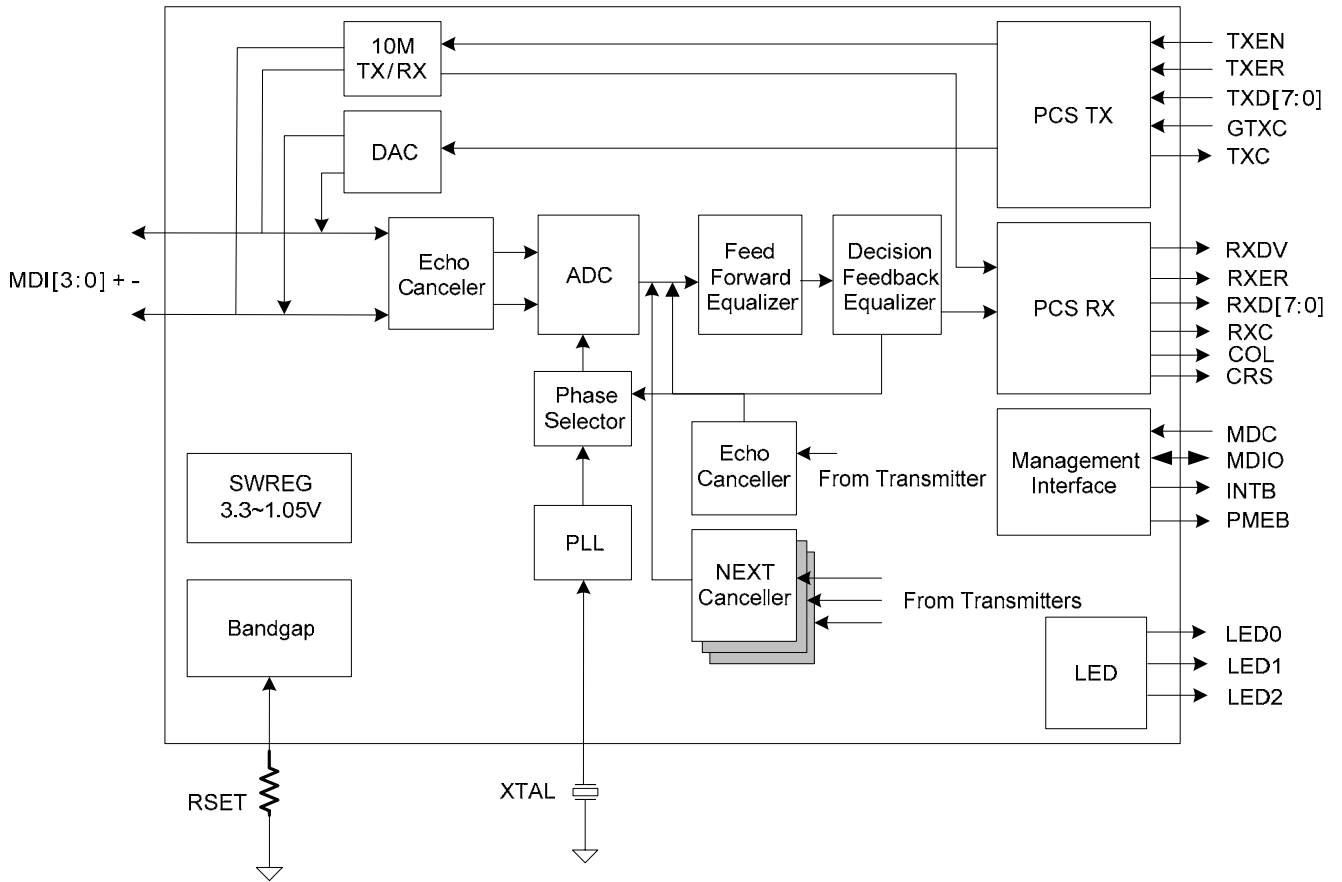 10M
TX/RX
TXEN
TXER
TXD[7:0]
GTXC
TXC
PCS TX
DAC
MDI[3:0] + -
Echo
Canceler
ADC
Feed
Forward
Equalizer
Decision
Feedback
Equalizer
PCS RX
RXDV
RXER
RXD[7:0]
RXC
COL
CRS
Phase
Selector
Echo
Canceller
From Transmitter
Management
Interface
MDC
MDIO
INTB
PMEB
SWREG
3.3~1.05V
PLL
NEXT
Canceller
From Transmitters
Bandgap
LED
LED0
LED1
LED2
RSET
XTAL